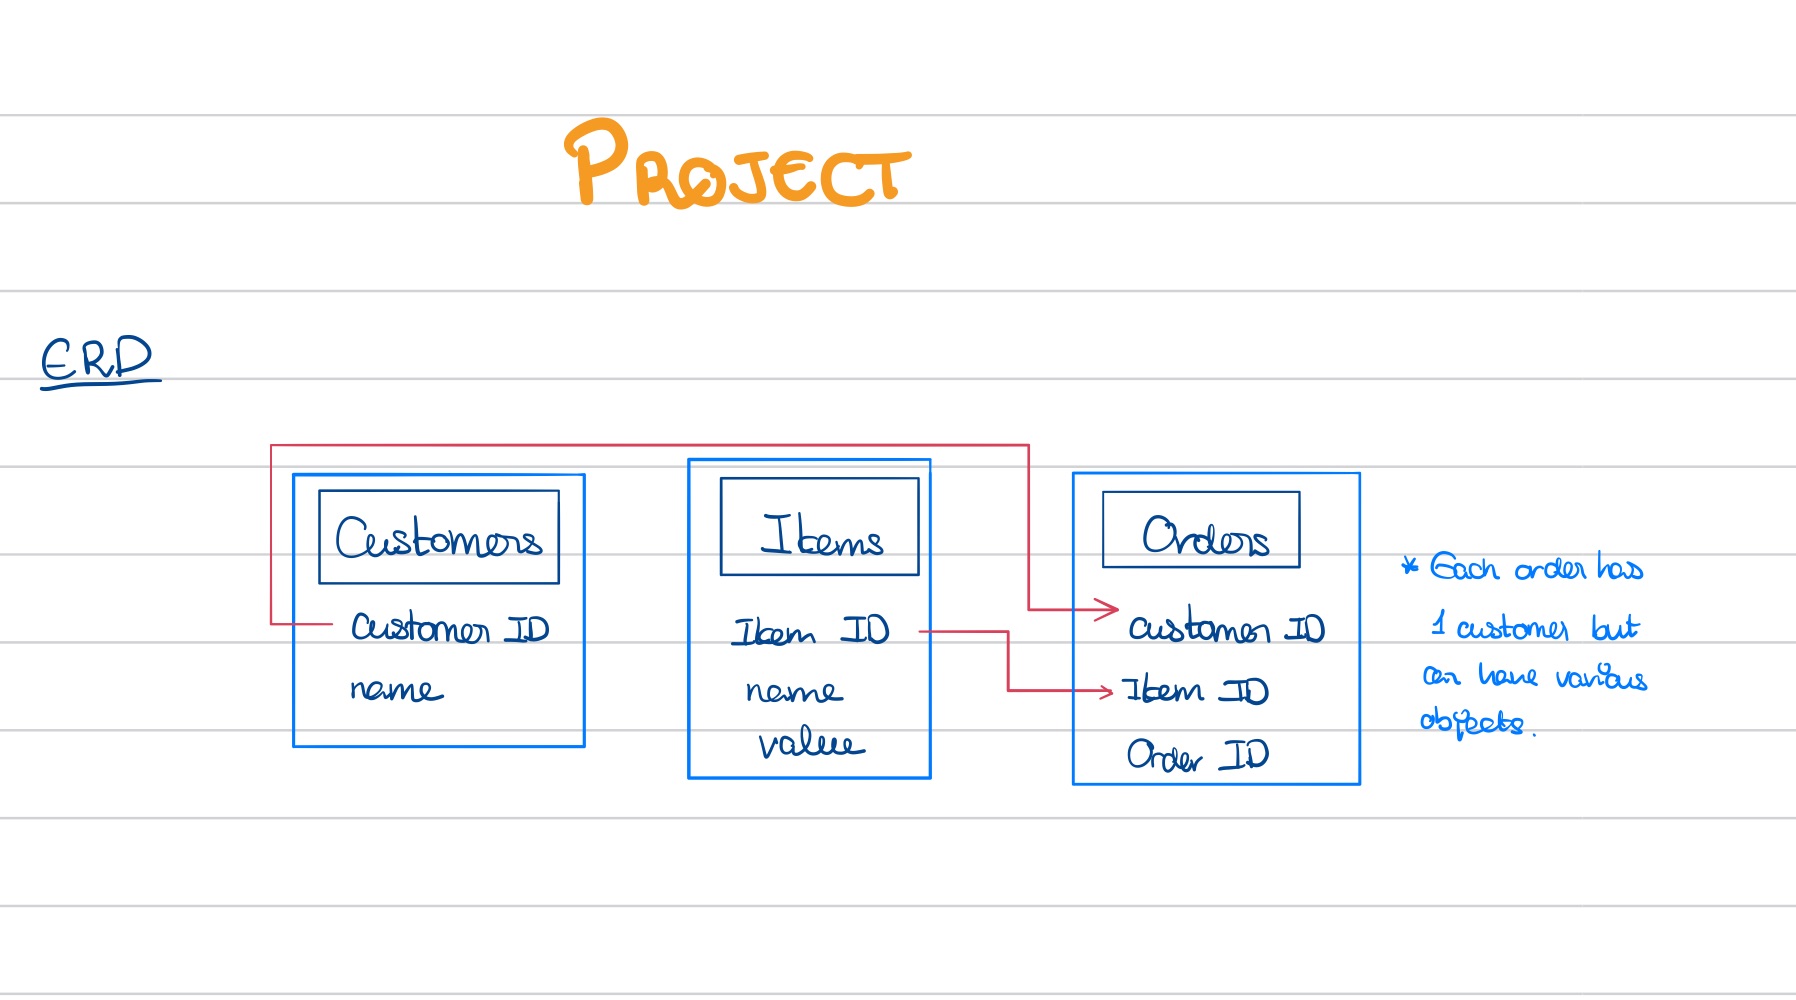 PROJECT
ERD
Customers
Customer ID
name
Items
Item ID
name
value
Orders
Customer ID
Item ID
Order ID
* Each order has
1 customer but
can have various
objects.